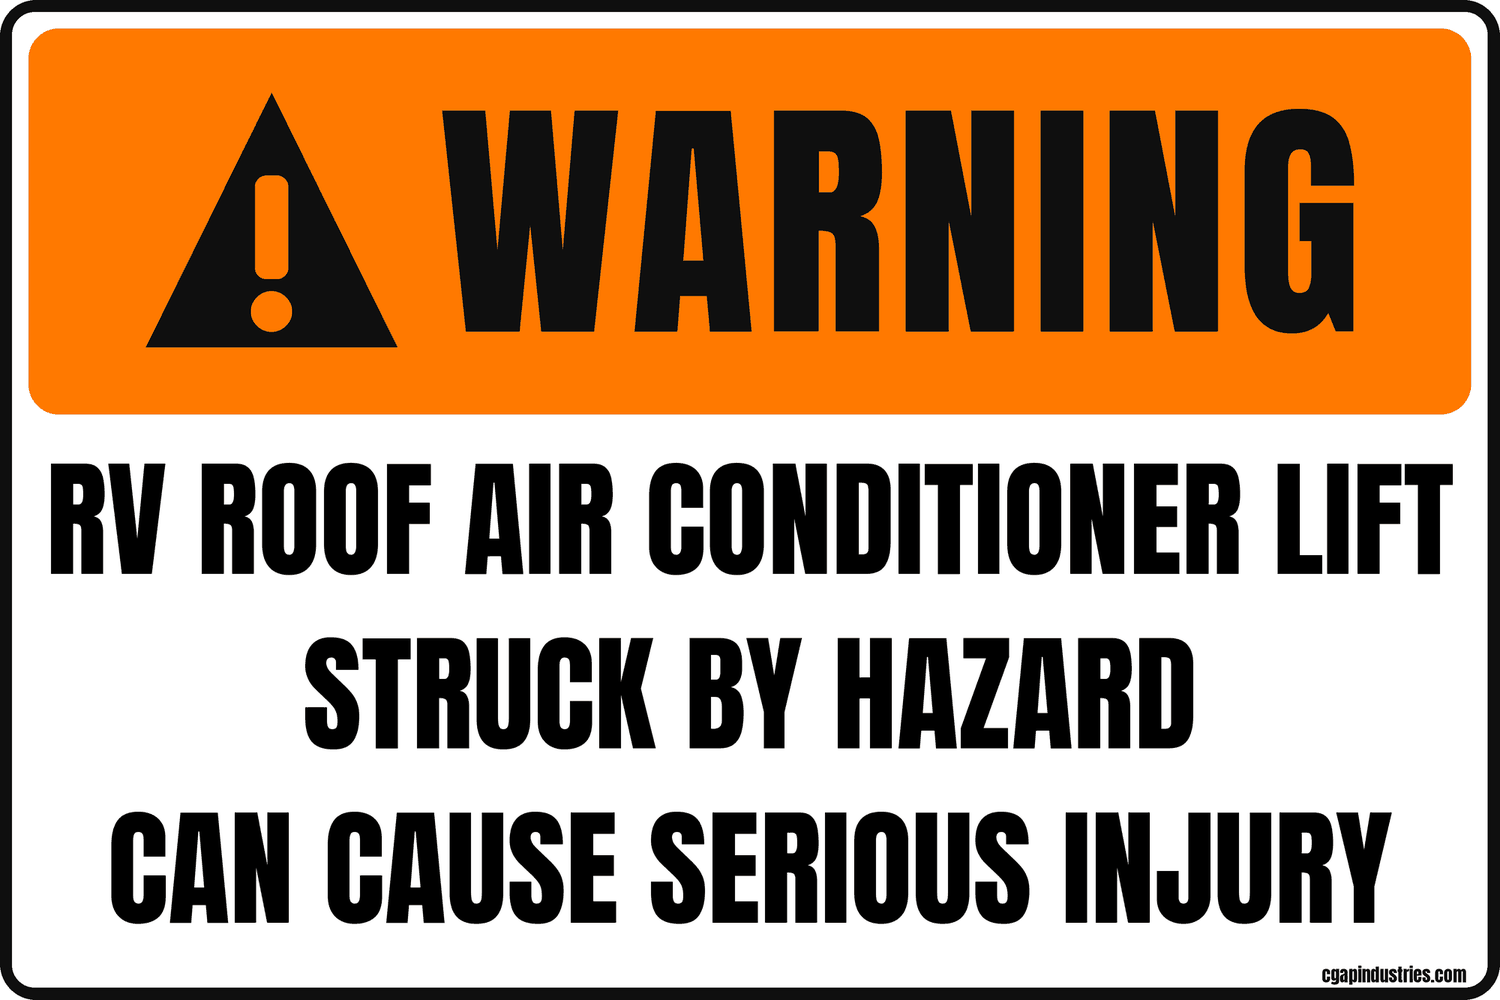 WARNING
RV ROOF AIR CONDITIONER LIFT
STRUCK BY HAZARD
CAN CAUSE SERIOUS INJURY
cgapindustries.com